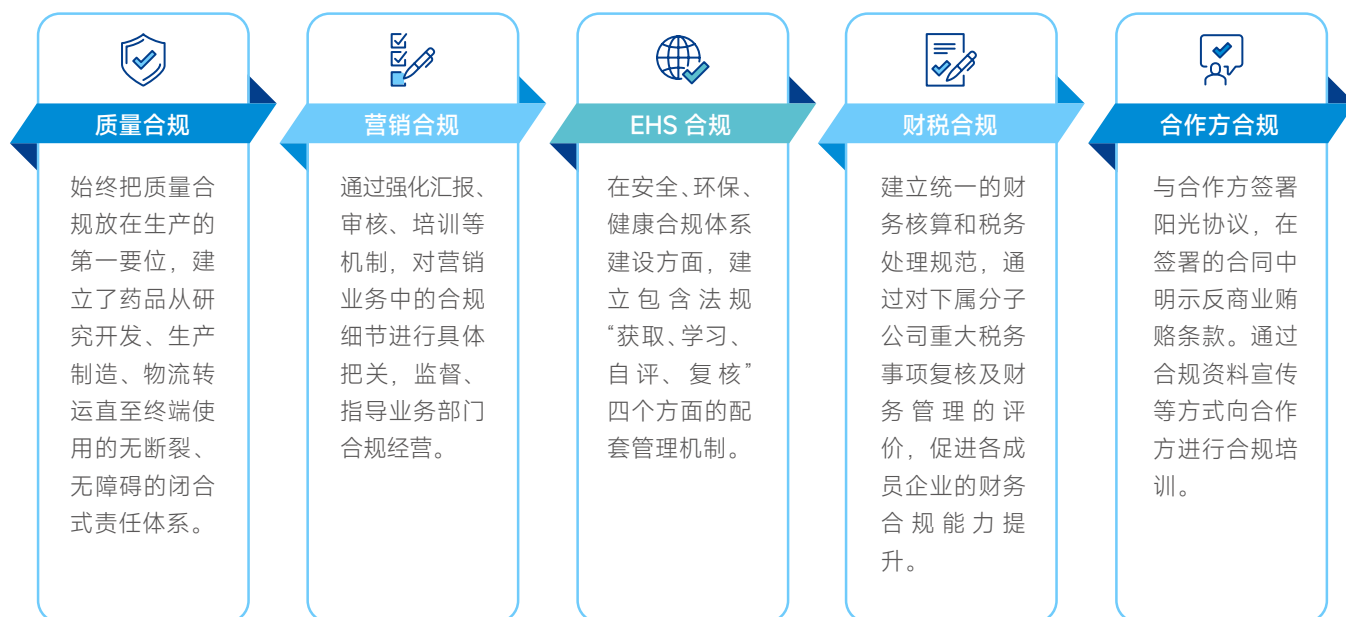 质量合规
始终把质量合
规放在生产的
第一要位，建
立了药品从研
究开发、生产
制造、物流转
运直至终端使
用的无断裂、
无障碍的闭合
式责任体系。
营销合规
通过强化汇报、
审核、培训等
机制，对营销
业务中的合规
细节进行具体
把关，监督、
指导业务部门
合规经营。
EHS 合规
在安全、环保、
健康合规体系
建设方面，建
立包含法规
“获取、学习、
自评、复核”
四个方面的配
套管理机制。
财税合规
建立统一的财
务核算和税务
处理规范，通
过对下属分子
公司重大税务
事项复核及财
务管理的评
价，促进各成
员企业的财务
合规能力提
升。
合作方合规
与合作方签署
阳光协议，在
签署的合同中
明示反商业贿
赂条款。通过
合规资料宣传
等方式向合作
方进行合规培
训。